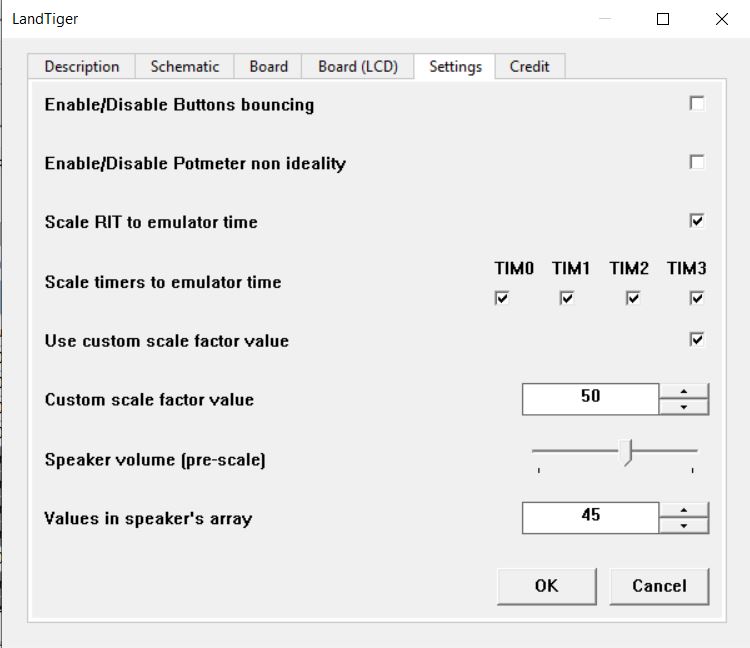 LandTiger
Description Schematic Board Board (LCD) Settings Credit
Enable/Disable Buttons bouncing
Enable/Disable Potmeter non ideality
Scale RIT to emulator time
TIM0 TIM1 TIM2 TIM3
Scale timers to emulator time
Use custom scale factor value
Custom scale factor value 50
Speaker volume (pre-scale)
Values in speaker's array 45
OK Cancel